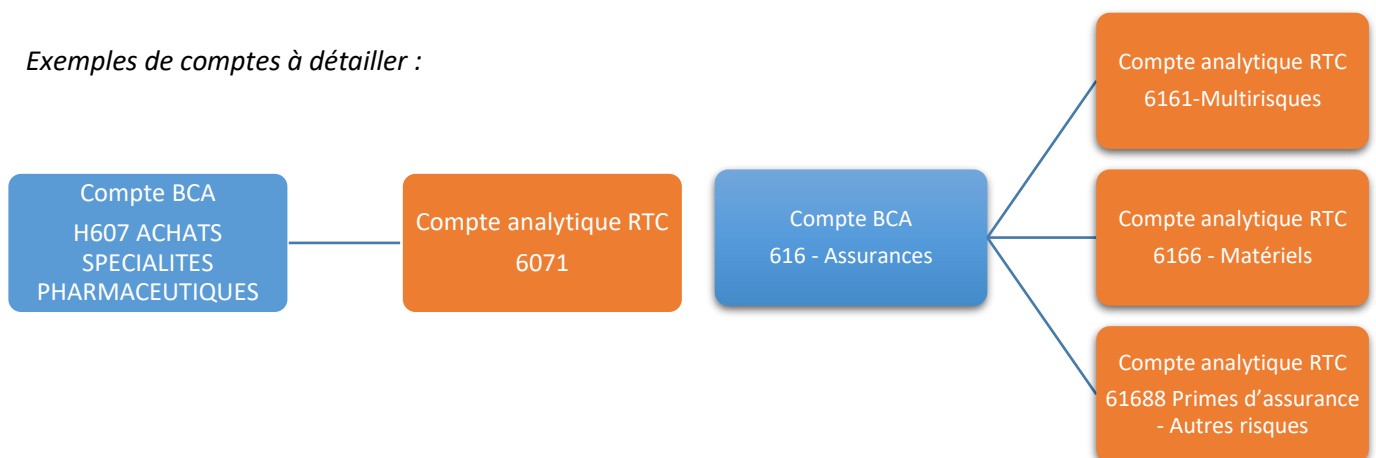 Exemples de comptes à détailler :
Compte BCA
H607 ACHATS
SPECIALITES
PHARMACEUTIQUES
Compte analytique RTC
6071
Compte BCA
616 - Assurances
Compte analytique RTC
6161-Multirisques
Compte analytique RTC
6166 - Matériels
Compte analytique RTC
61688 Primes d’assurance
- Autres risques